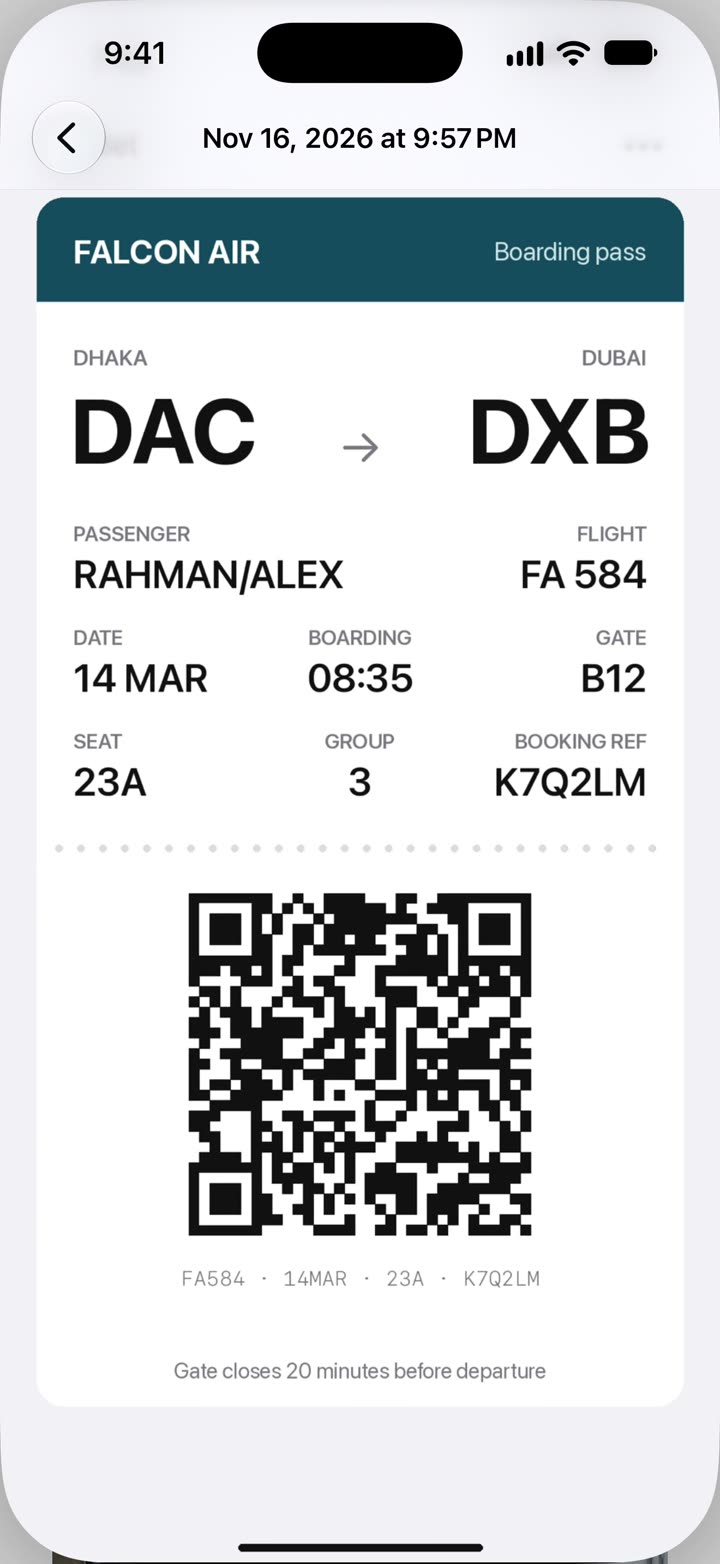 9:41
Nov 16, 2026 at 9:57 PM
FALCON AIR Boarding pass
DHAKA DUBAI
DAC → DXB
PASSENGER FLIGHT
RAHMAN/ALEX FA 584
DATE BOARDING GATE
14 MAR 08:35 B12
SEAT GROUP BOOKING REF
23A 3 K7Q2LM
FA584 · 14MAR · 23A · K7Q2LM
Gate closes 20 minutes before departure